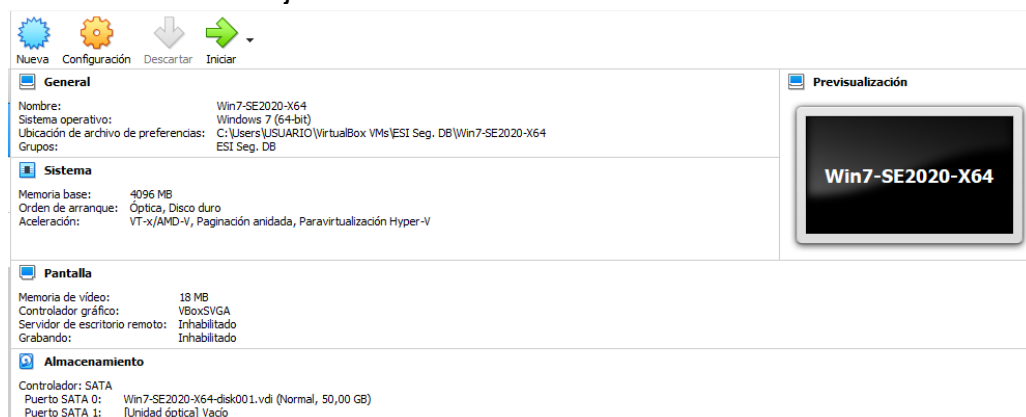 Nueva Configuración Descartar Iniciar
General
Nombre: Win7-SE2020-X64
Sistema operativo: Windows 7 (64-bit)
Ubicación de archivo de preferencias: C:\Users\USUARIO\VirtualBox VMs\ESI Seg. DB\Win7-SE2020-X64
Grupos: ESI Seg. DB
Previsualización
Win7-SE2020-X64
Sistema
Memoria base: 4096 MB
Orden de arranque: Óptica, Disco duro
Aceleración: VT-x/AMD-V, Paginación anidada, Paravirtualización Hyper-V
Pantalla
Memoria de vídeo: 18 MB
Controlador gráfico: VBoxSVGA
Servidor de escritorio remoto: Inhabilitado
Grabando: Inhabilitado
Almacenamiento
Controlador: SATA
Puerto SATA 0: Win7-SE2020-X64-disk001.vdi (Normal, 50,00 GB)
Puerto SATA 1: [Unidad óptica] Vacío